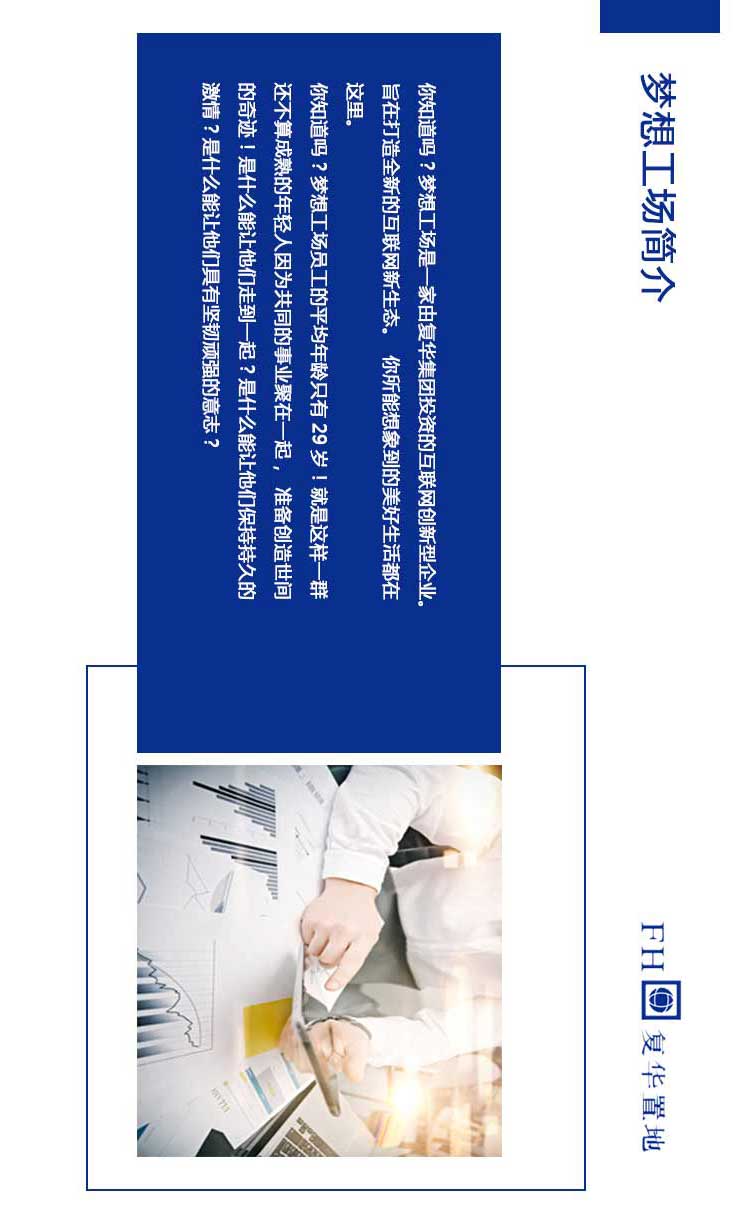 梦想工场简介
FH 复华置地
你知道吗？梦想工场是一家由复华集团投资的互联网创新型企业。
旨在打造全新的互联网新生态。 你所能想象到的美好生活都在
这里。
你知道吗？梦想工场员工的平均年龄只有 29 岁！就是这样一群
还不算成熟的年轻人因为共同的事业聚在一起， 准备创造世间
的奇迹！是什么能让他们走到一起？是什么能让他们保持持久的
激情？是什么能让他们具有坚韧顽强的意志？